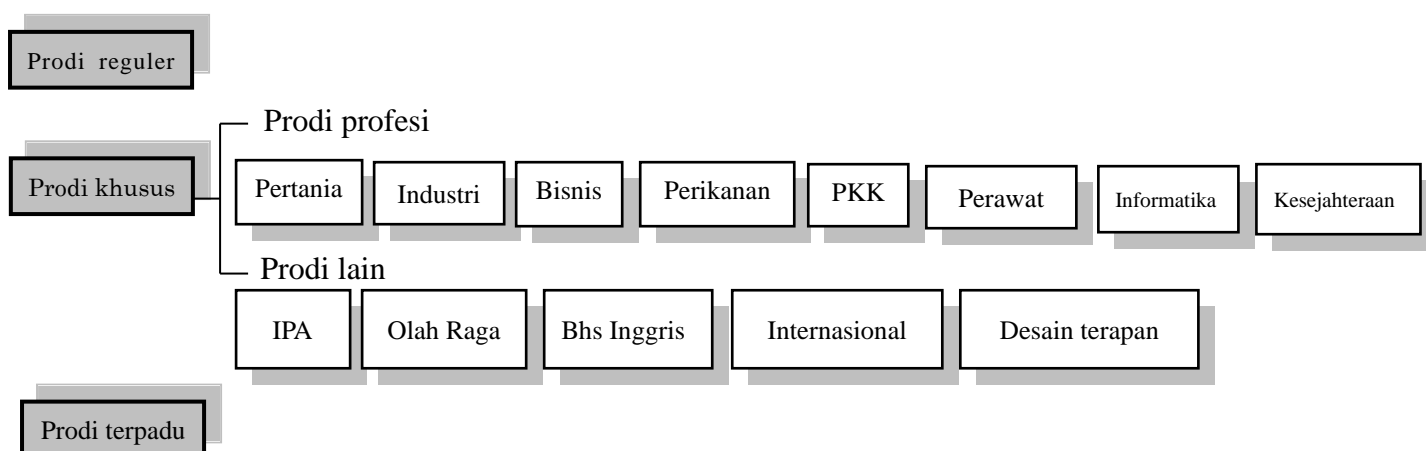 Prodi reguler
Prodi profesi
Prodi khusus
Pertania
Industri
Bisnis
Perikanan
PKK
Perawat
Informatika
Kesejahteraan
Prodi lain
IPA
Olah Raga
Bhs Inggris
Internasional
Desain terapan
Prodi terpadu